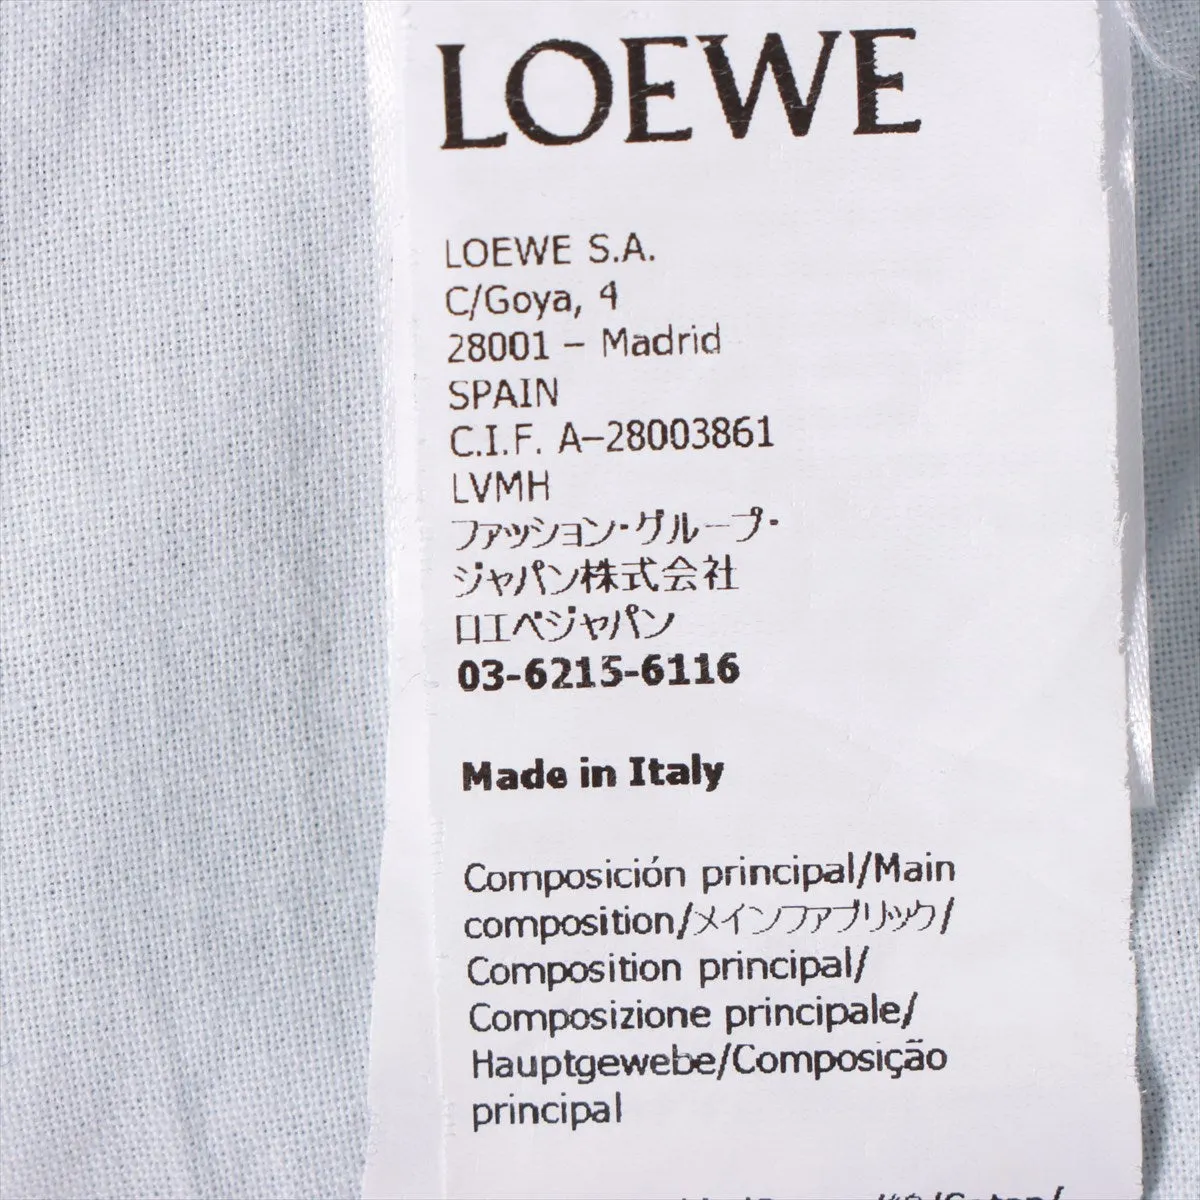 LOEWE
LOEWE S.A.
C/Goya, 4
28001 – Madrid
SPAIN
C.I.F. A–28003861
LVMH
ファッション・グループ・
ジャパン株式会社
ロエベジャパン
03-6215-6116
Made in Italy
Composición principal/Main
composition/メインファブリック/
Composition principal/
Composizione principale/
Hauptgewebe/Composição
principal